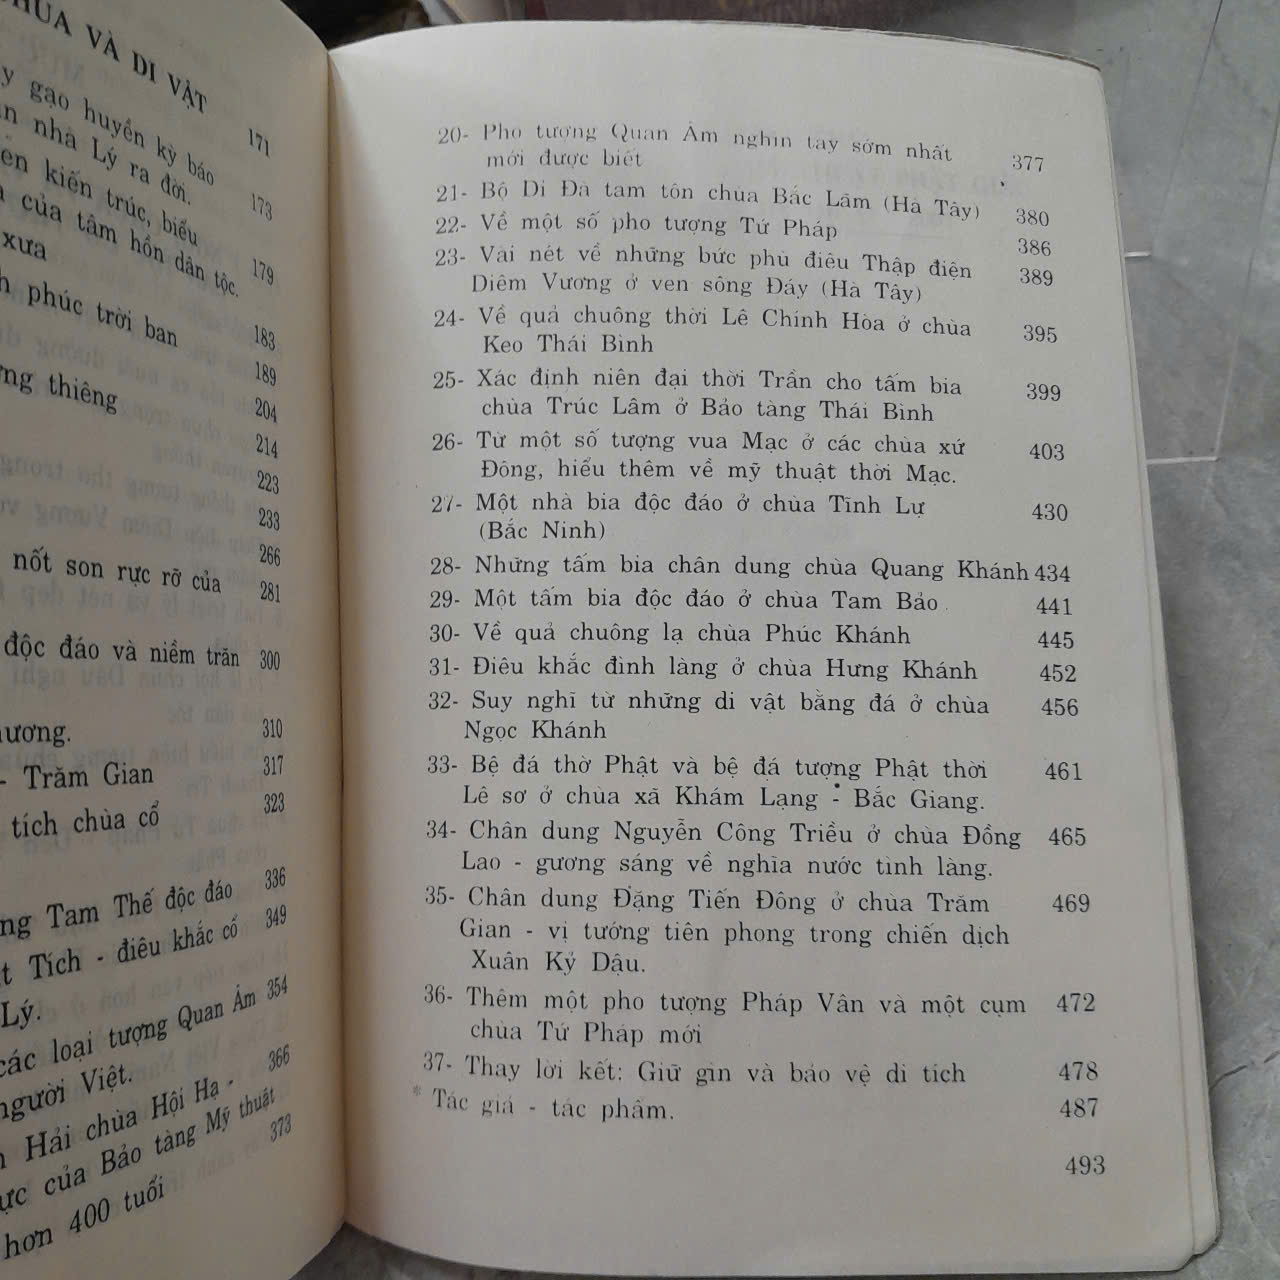 CHÙA VÀ DI VẬT
171
gạo huyền kỳ báo
nhà Lý ra đời.
173
kiến trúc, biểu
của tâm hồn dân tộc.
179
xưa
183
phúc trời ban
189
thiêng
204
214
223
233
266
nốt son rực rỡ của
281
độc đáo và niềm trăn
300
310
- Trăm Gian
317
tích chùa cổ
323
Tam Thế độc đáo
336
Tích - điêu khắc cổ
349
Lý.
các loại tượng Quan Âm
354
người Việt.
366
Hải chùa Hội Hạ -
của Bảo tàng Mỹ thuật
373
hơn 400 tuổi
20- Pho tượng Quan Âm nghìn tay sớm nhất
mới được biết 377
21- Bộ Di Đà tam tôn chùa Bắc Lãm (Hà Tây) 380
22- Về một số pho tượng Tứ Pháp 386
23- Vài nét về những bức phù điêu Thập điện 389
Diêm Vương ở ven sông Đáy (Hà Tây)
24- Về quả chuông thời Lê Chính Hòa ở chùa 395
Keo Thái Bình
25- Xác định niên đại thời Trần cho tấm bia 399
chùa Trúc Lâm ở Bảo tàng Thái Bình
26- Từ một số tượng vua Mạc ở các chùa xứ 403
Đông, hiểu thêm về mỹ thuật thời Mạc.
27- Một nhà bia độc đáo ở chùa Tĩnh Lự 430
(Bắc Ninh)
28- Những tấm bia chân dung chùa Quang Khánh 434
29- Một tấm bia độc đáo ở chùa Tam Bảo 441
30- Về quả chuông lạ chùa Phúc Khánh 445
31- Điêu khắc đình làng ở chùa Hưng Khánh 452
32- Suy nghĩ từ những di vật bằng đá ở chùa 456
Ngọc Khánh
33- Bệ đá thờ Phật và bệ đá tượng Phật thời 461
Lê sơ ở chùa xã Khám Lạng - Bắc Giang.
34- Chân dung Nguyễn Công Triều ở chùa Đồng 465
Lao - gương sáng về nghĩa nước tình làng.
35- Chân dung Đặng Tiến Đông ở chùa Trăm 469
Gian - vị tướng tiên phong trong chiến dịch
Xuân Kỷ Dậu.
36- Thêm một pho tượng Pháp Vân và một cụm 472
chùa Tứ Pháp mới
37- Thay lời kết: Giữ gìn và bảo vệ di tích 478
* Tác giả - tác phẩm. 487
493